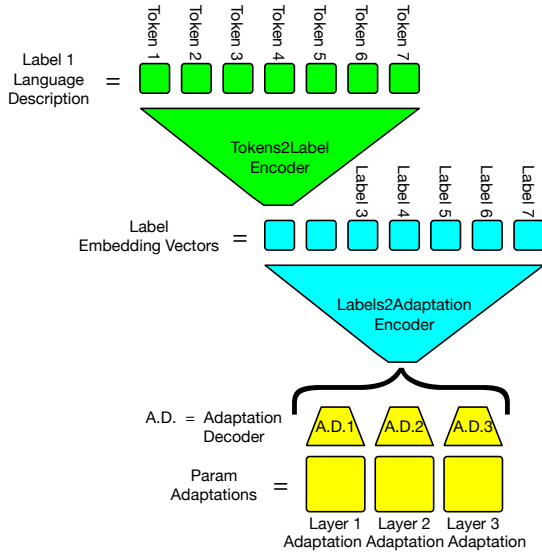 Token 1
Token 2
Token 3
Token 4
Token 5
Token 6
Token 7
Label 1
Language
Description
=
Tokens2Label
Encoder
Label 3
Label 4
Label 5
Label 6
Label 7
Label
Embedding Vectors
=
Labels2Adaptation
Encoder
A.D. = Adaptation
Decoder
A.D.1
A.D.2
A.D.3
Param
Adaptations
=
Layer 1
Adaptation
Layer 2
Adaptation
Layer 3
Adaptation